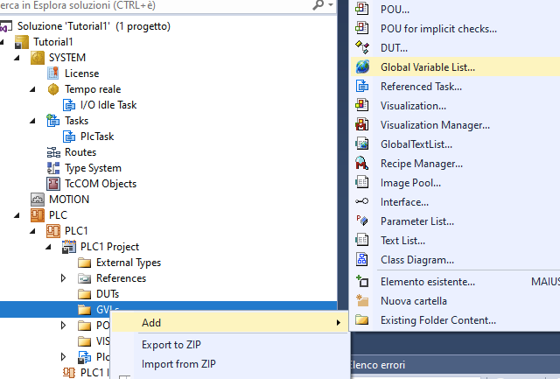 erca in Esplora soluzioni (CTRL+è)
Soluzione 'Tutorial1' (1 progetto)
Tutorial1
SYSTEM
License
Tempo reale
I/O Idle Task
Tasks
PlcTask
Routes
Type System
TcCOM Objects
MOTION
PLC
PLC1
PLC1 Project
External Types
References
DUTs
GVLs
PO
VIS
Plc
PLC1 I
Add
Export to ZIP
Import from ZIP
POU...
POU for implicit checks...
DUT...
Global Variable List...
Referenced Task...
Visualization...
Visualization Manager...
GlobalTextList...
Recipe Manager...
Image Pool...
Interface...
Parameter List...
Text List...
Class Diagram...
Elemento esistente... MAIUS
Nuova cartella
Existing Folder Content...
Elenco errori